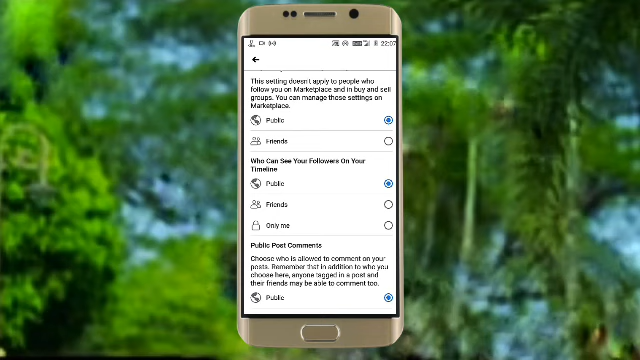 22:07
This setting doesn't apply to people who
follow you on Marketplace and in buy and sell
groups. You can manage those settings on
Marketplace.
Public
Friends
Who Can See Your Followers On Your
Timeline
Public
Friends
Only me
Public Post Comments
Choose who is allowed to comment on your
posts. Remember that in addition to who you
choose here, anyone tagged in a post and
their friends may be able to comment too.
Public